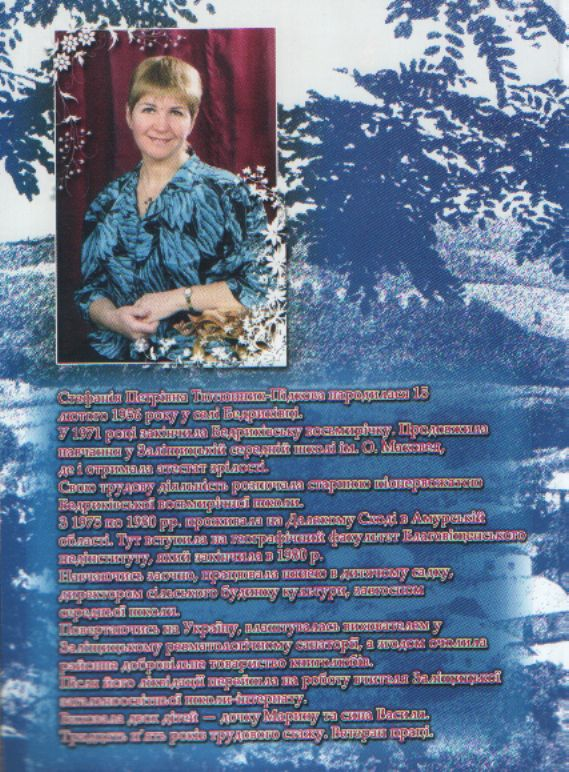 Стефанія Петрівна Тютюнник-Підкова народилася 15
лютого 1956 року у селі Бедриківці.
У 1971 році закінчила Бедриківську восьмирічку. Продовжила
навчання у Заліщицькій середній школі ім. О. Маковея,
де і отримала атестат зрілості.
Свою трудову діяльність розпочала старшою піонервожатою
Бедриківської восьмирічної школи.
З 1975 по 1980 рр. проживала на Далекому Сході в Амурській
області. Тут вступила на географічний факультет Благовіщенського
педінституту, який закінчила в 1980 р.
Навчаючись заочно, працювала нянею в дитячому садку,
директором сільського будинку культури, завгоспом
середньої школи.
Повертаючись на Україну, влаштувалась вихователем у
Заліщицькому ревматологічному санаторії, а згодом очолила
районне добровільне товариство книголюбів.
Після його ліквідації перейшла на роботу вчителя Заліщицької
загальноосвітньої школи-інтернату.
Виховала двох дітей — дочку Марину та сина Василя.
Тридцять п'ять років трудового стажу. Ветеран праці.